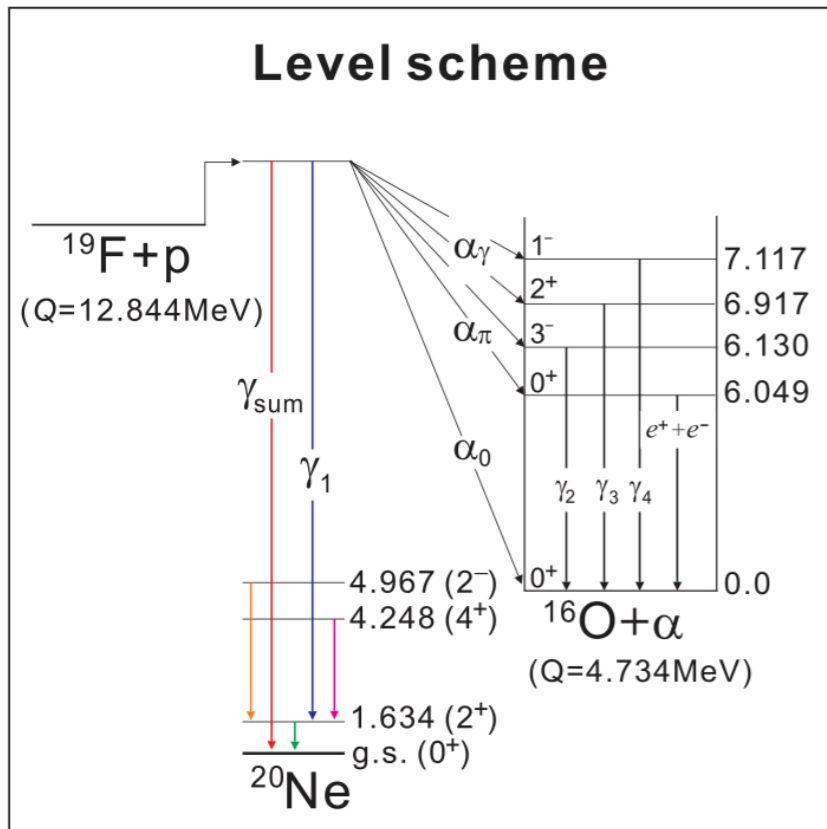 Level scheme
¹⁹F+p
(Q=12.844MeV)
γsum
γ₁
4.967 (2⁻)
4.248 (4⁺)
1.634 (2⁺)
g.s. (0⁺)
²⁰Ne
αγ
απ
α₀
1⁻ 7.117
2⁺ 6.917
3⁻ 6.130
0⁺ 6.049
e⁺+e⁻
γ₂ γ₃ γ₄
0⁺ 0.0
¹⁶O+α
(Q=4.734MeV)